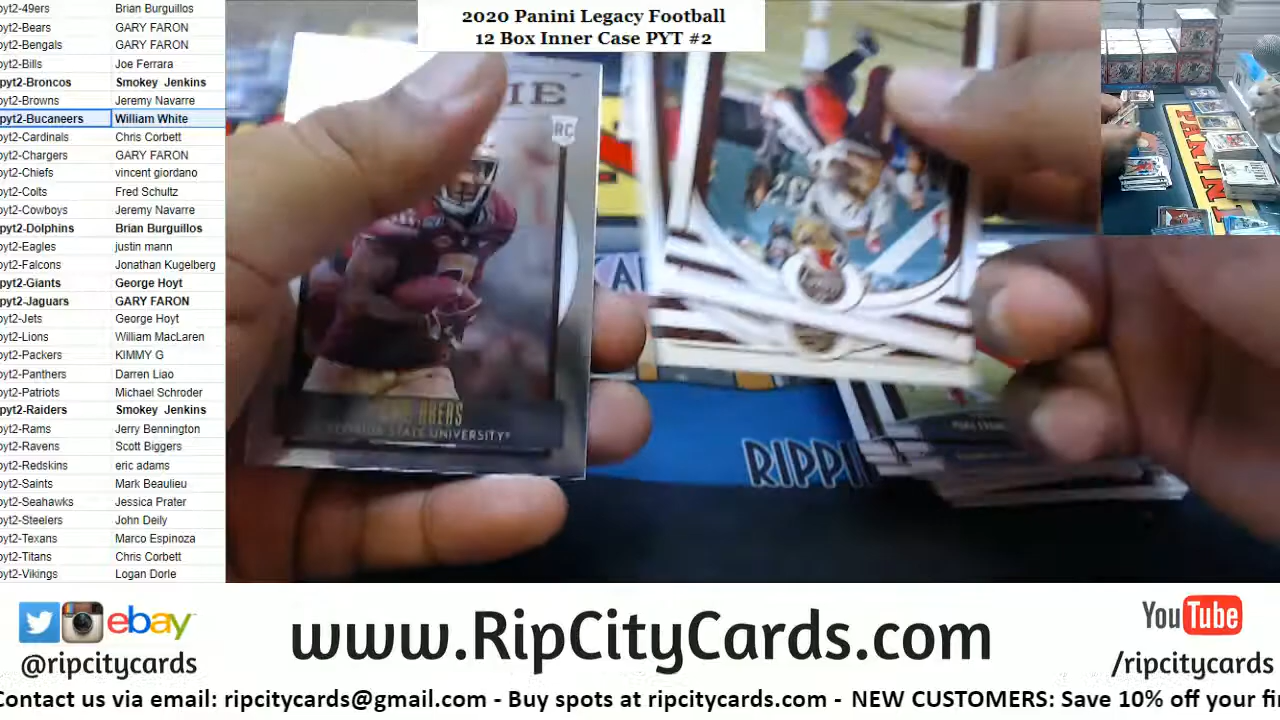 2020 Panini Legacy Football
12 Box Inner Case PYT #2
pyt2-49ers Brian Burguillos
pyt2-Bears GARY FARON
pyt2-Bengals GARY FARON
pyt2-Bills Joe Ferrara
pyt2-Broncos Smokey Jenkins
pyt2-Browns Jeremy Navarre
pyt2-Bucaneers William White
pyt2-Cardinals Chris Corbett
pyt2-Chargers GARY FARON
pyt2-Chiefs vincent giordano
pyt2-Colts Fred Schultz
pyt2-Cowboys Jeremy Navarre
pyt2-Dolphins Brian Burguillos
pyt2-Eagles justin mann
pyt2-Falcons Jonathan Kugelberg
pyt2-Giants George Hoyt
pyt2-Jaguars GARY FARON
pyt2-Jets George Hoyt
pyt2-Lions William MacLaren
pyt2-Packers KIMMY G
pyt2-Panthers Darren Liao
pyt2-Patriots Michael Schroder
pyt2-Raiders Smokey Jenkins
pyt2-Rams Jerry Bennington
pyt2-Ravens Scott Biggers
pyt2-Redskins eric adams
pyt2-Saints Mark Beaulieu
pyt2-Seahawks Jessica Prater
pyt2-Steelers John Deily
pyt2-Texans Marco Espinoza
pyt2-Titans Chris Corbett
pyt2-Vikings Logan Dorle
IE
RC
AKERS
STATE UNIVERSITY
RIPPI
PANINI
ebay
@ripcitycards
www.RipCityCards.com
YouTube
/ripcitycards
Contact us via email: ripcitycards@gmail.com - Buy spots at ripcitycards.com - NEW CUSTOMERS: Save 10% off your fi